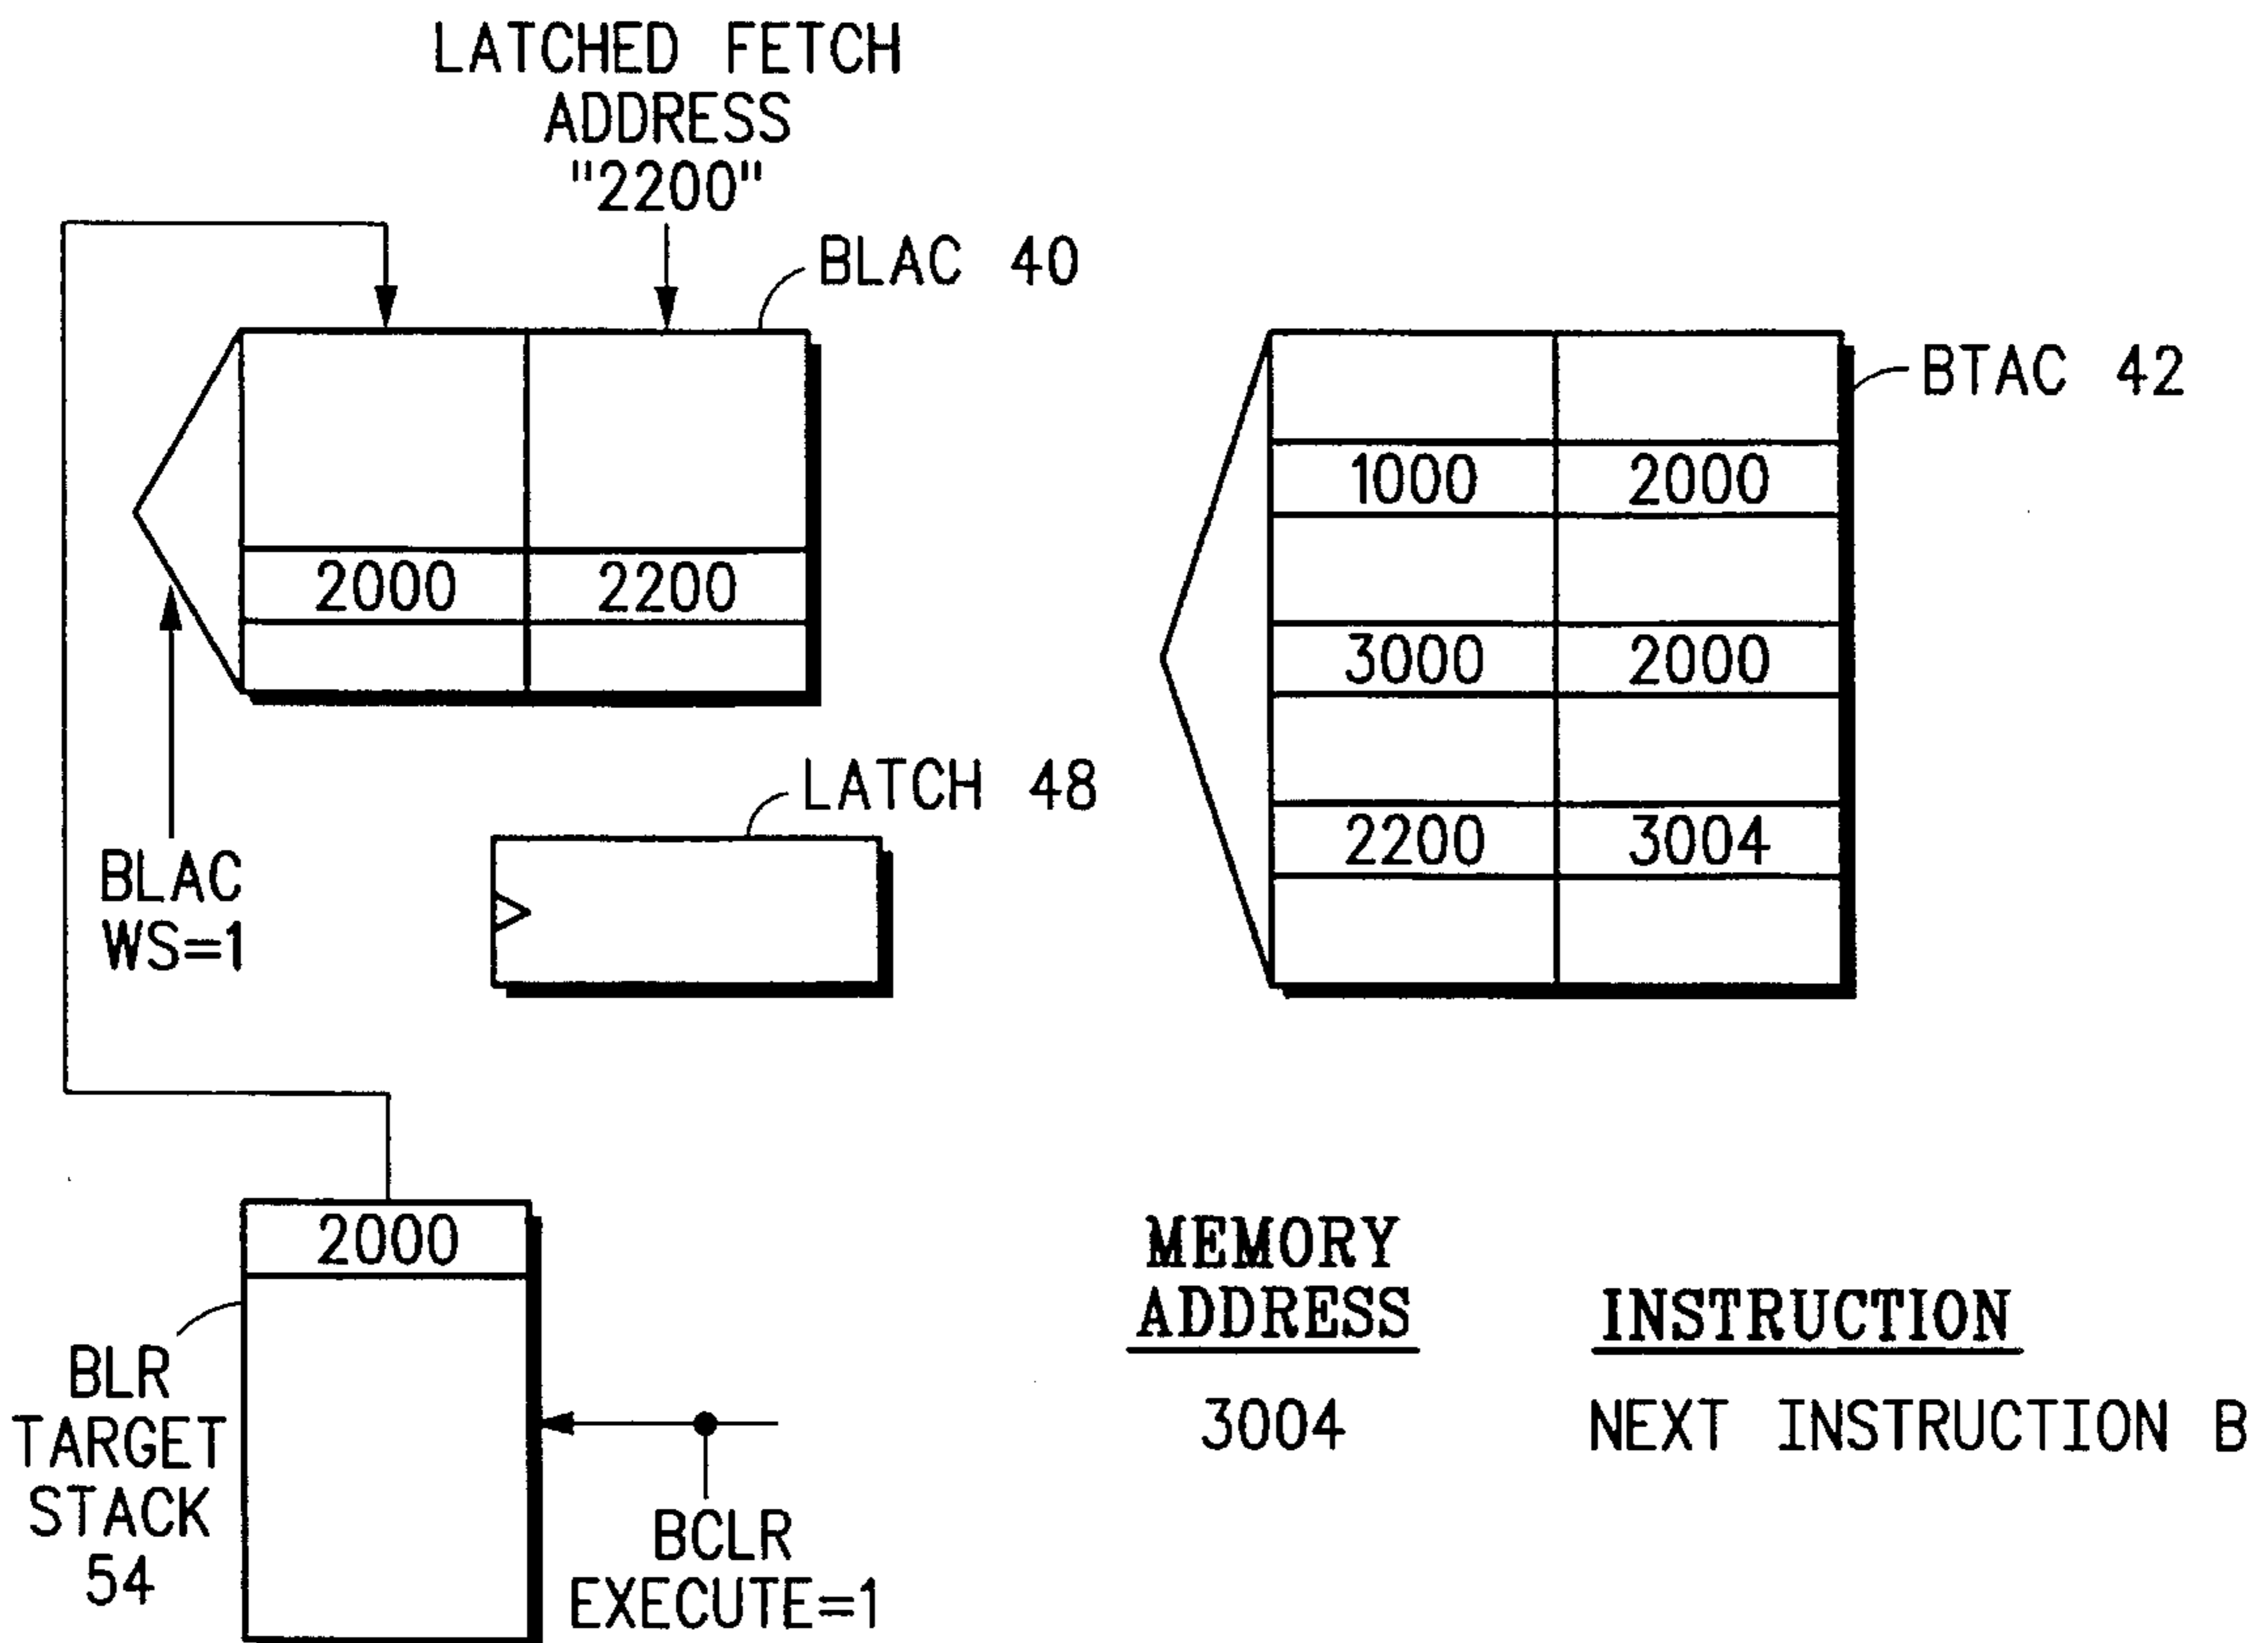 LATCHED FETCH
ADDRESS
"2200"
BLAC 40
2000 2200
BLAC
WS=1
LATCH 48
BTAC 42
1000 2000
3000 2000
2200 3004
2000
BLR
TARGET
STACK
54
BCLR
EXECUTE=1
MEMORY
ADDRESS
INSTRUCTION
3004
NEXT INSTRUCTION B